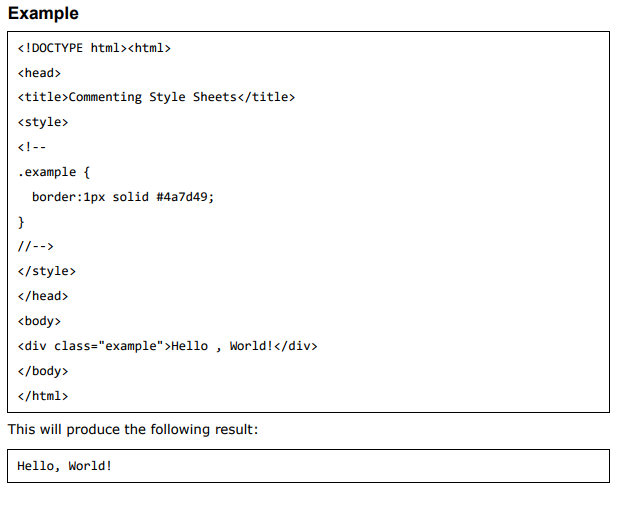 Example
<!DOCTYPE html><html>
<head>
<title>Commenting Style Sheets</title>
<style>
<!--
.example {
  border:1px solid #4a7d49;
}
//-->
</style>
</head>
<body>
<div class="example">Hello , World!</div>
</body>
</html>
This will produce the following result:
Hello, World!